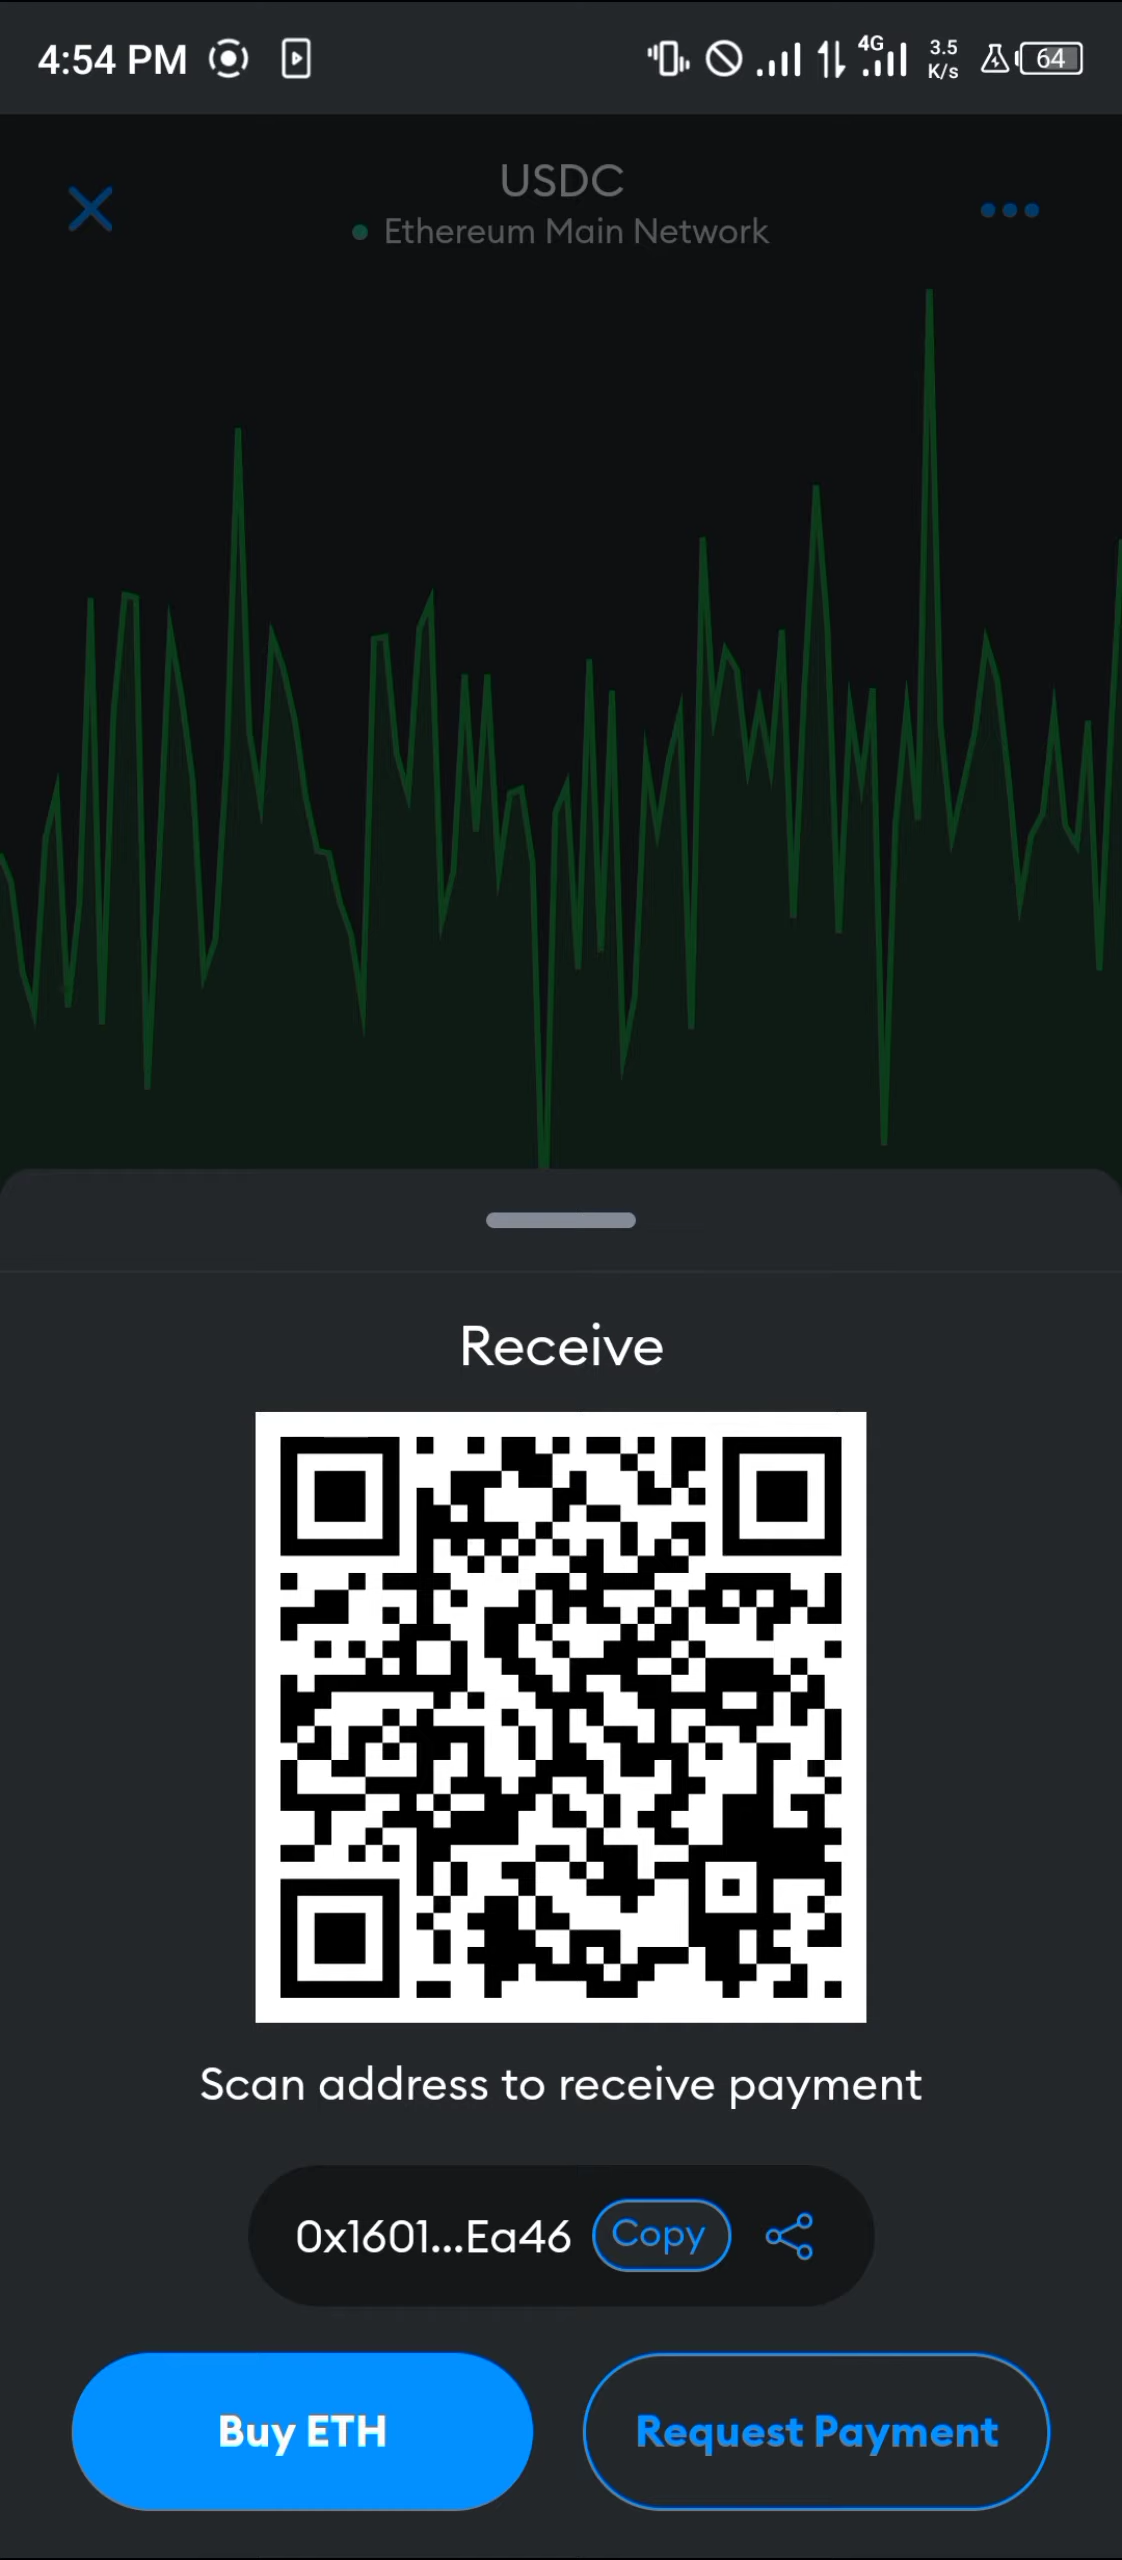 4:54 PM
4G
3.5
K/s
64
USDC
Ethereum Main Network
Receive
Scan address to receive payment
0x1601...Ea46
Copy
Buy ETH
Request Payment